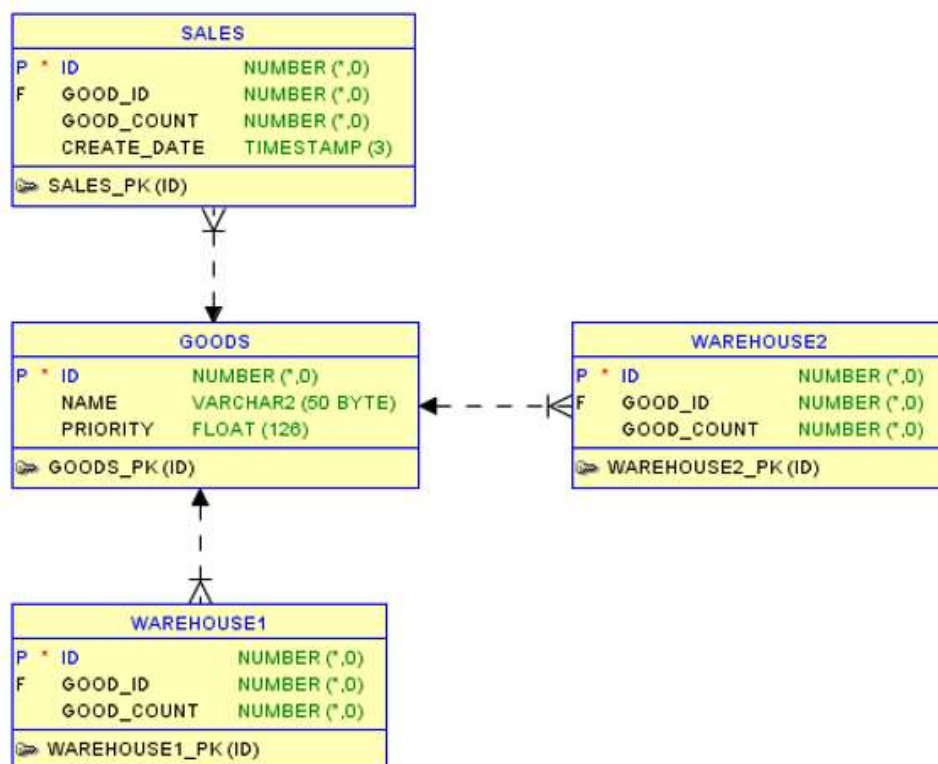 SALES
P * ID NUMBER (*,0)
F GOOD_ID NUMBER (*,0)
GOOD_COUNT NUMBER (*,0)
CREATE_DATE TIMESTAMP (3)
SALES_PK (ID)
GOODS
P * ID NUMBER (*,0)
NAME VARCHAR2 (50 BYTE)
PRIORITY FLOAT (126)
GOODS_PK (ID)
WAREHOUSE2
P * ID NUMBER (*,0)
F GOOD_ID NUMBER (*,0)
GOOD_COUNT NUMBER (*,0)
WAREHOUSE2_PK (ID)
WAREHOUSE1
P * ID NUMBER (*,0)
F GOOD_ID NUMBER (*,0)
GOOD_COUNT NUMBER (*,0)
WAREHOUSE1_PK (ID)